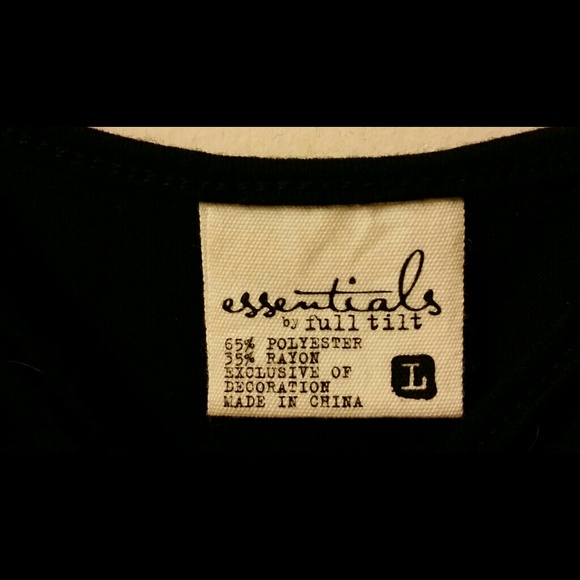 essentials
by full tilt
65% POLYESTER
35% RAYON
EXCLUSIVE OF
DECORATION
MADE IN CHINA
L